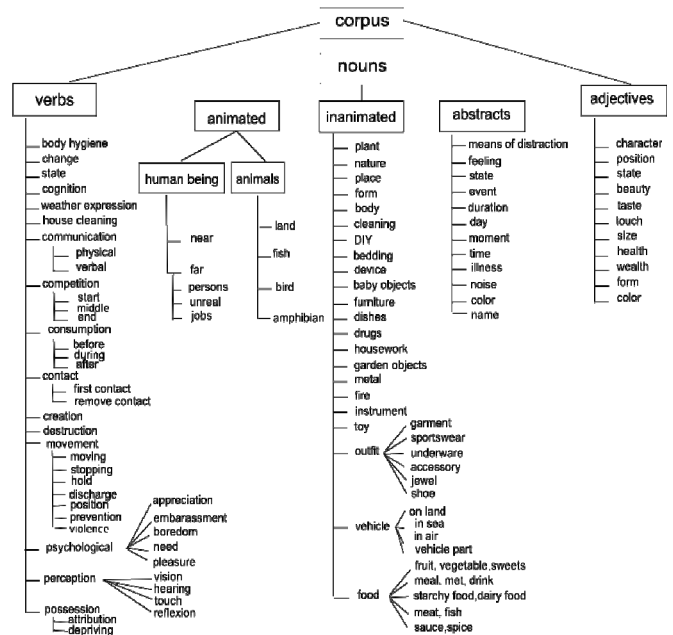 corpus
nouns
verbs
body hygiene
change
state
cognition
weather expression
house cleaning
communication
physical
verbal
competition
start
middle
end
consumption
before
during
after
contact
first contact
remove contact
creation
destruction
movement
moving
stopping
hold
discharge
position
prevention
violence
psychological
appreciation
embarassment
boredom
need
pleasure
perception
vision
hearing
touch
reflexion
possession
attribution
depriving
animated
human being
near
far
persons
unreal
jobs
animals
land
fish
bird
amphibian
inanimated
plant
nature
place
form
body
cleaning
DIY
bedding
device
baby objects
furniture
dishes
drugs
housework
garden objects
metal
fire
instrument
toy
outfit
garment
sportswear
underware
accessory
jewel
shoe
vehicle
on land
in sea
in air
vehicle part
food
fruit, vegetable,sweets
meal, met, drink
starchy food,dairy food
meat, fish
sauce,spice
abstracts
means of distraction
feeling
state
event
duration
day
moment
time
illness
noise
color
name
adjectives
character
position
state
beauty
taste
touch
size
health
wealth
form
color